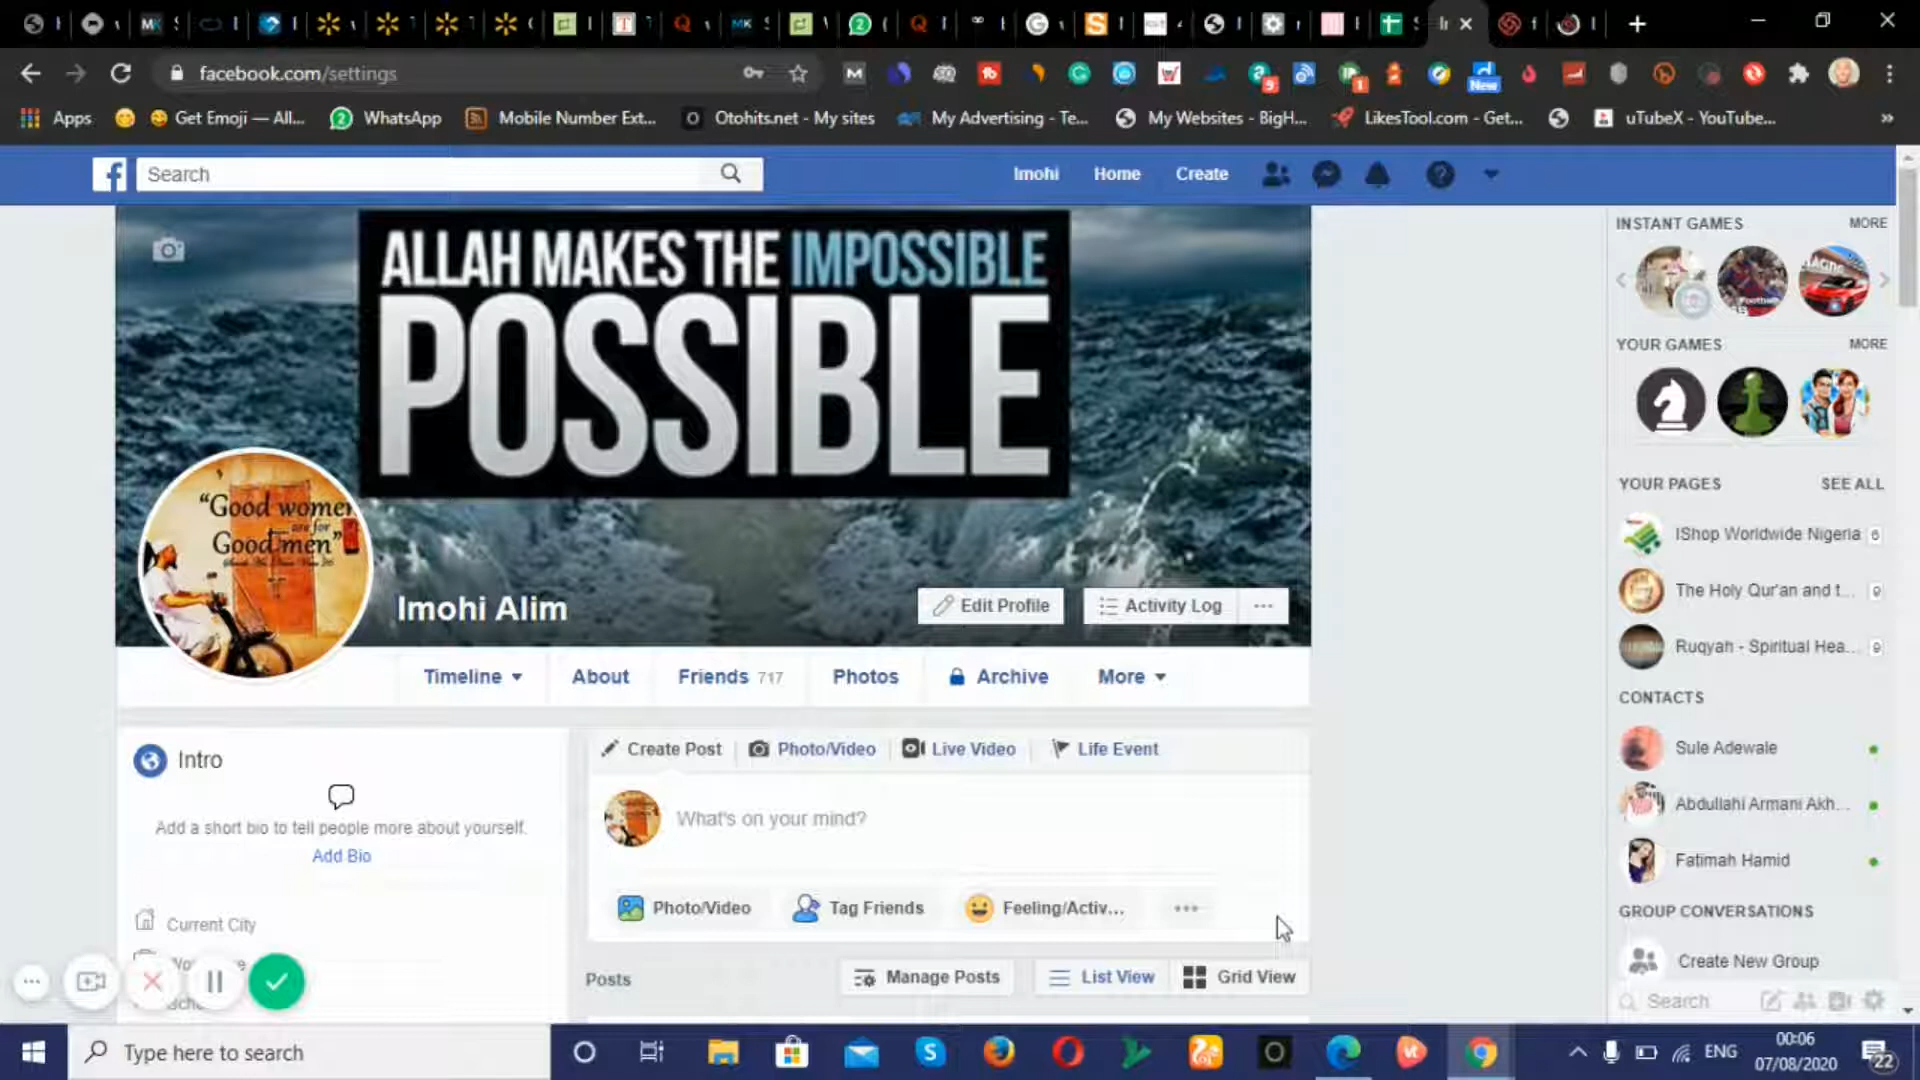 facebook.com/settings
New
Apps
Get Emoji — All...
WhatsApp
Mobile Number Ext...
Otohits.net - My sites
My Advertising - Te...
My Websites - BigH...
LikesTool.com - Get...
uTubeX - YouTube...
»
Search
Imohi
Home
Create
ALLAH MAKES THE IMPOSSIBLE
POSSIBLE
“Good women
are for
Good men”
Imohi Alim
Edit Profile
Activity Log
Timeline
About
Friends 717
Photos
Archive
More
Intro
Add a short bio to tell people more about yourself.
Add Bio
Current City
Create Post
Photo/Video
Live Video
Life Event
What's on your mind?
Photo/Video
Tag Friends
Feeling/Activ...
Posts
Manage Posts
List View
Grid View
INSTANT GAMES
MORE
YOUR GAMES
MORE
YOUR PAGES
SEE ALL
IShop Worldwide Nigeria 6
The Holy Qur'an and t... 9
Ruqyah - Spiritual Hea... 9
CONTACTS
Sule Adewale
Abdullahi Armani Akh...
Fatimah Hamid
GROUP CONVERSATIONS
Create New Group
Search
Type here to search
ENG
00:06
07/08/2020
22